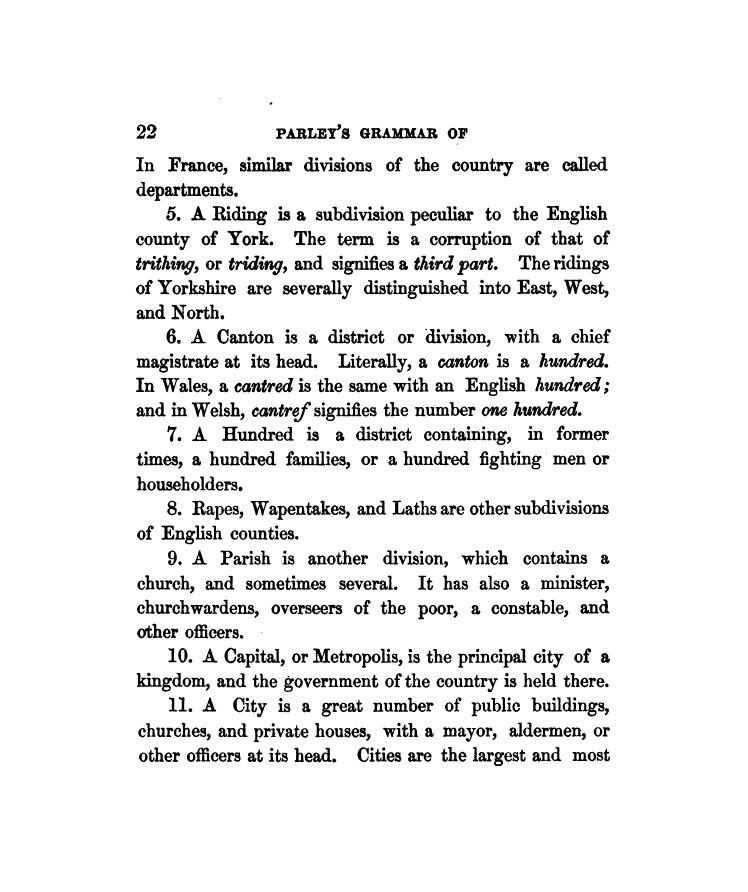 22 PARLEY'S GRAMMAR OF
In France, similar divisions of the country are called
departments.
5. A Riding is a subdivision peculiar to the English
county of York. The term is a corruption of that of
trithing, or triding, and signifies a third part. The ridings
of Yorkshire are severally distinguished into East, West,
and North.
6. A Canton is a district or division, with a chief
magistrate at its head. Literally, a canton is a hundred.
In Wales, a cantred is the same with an English hundred;
and in Welsh, cantref signifies the number one hundred.
7. A Hundred is a district containing, in former
times, a hundred families, or a hundred fighting men or
householders.
8. Rapes, Wapentakes, and Laths are other subdivisions
of English counties.
9. A Parish is another division, which contains a
church, and sometimes several. It has also a minister,
churchwardens, overseers of the poor, a constable, and
other officers.
10. A Capital, or Metropolis, is the principal city of a
kingdom, and the government of the country is held there.
11. A City is a great number of public buildings,
churches, and private houses, with a mayor, aldermen, or
other officers at its head. Cities are the largest and most